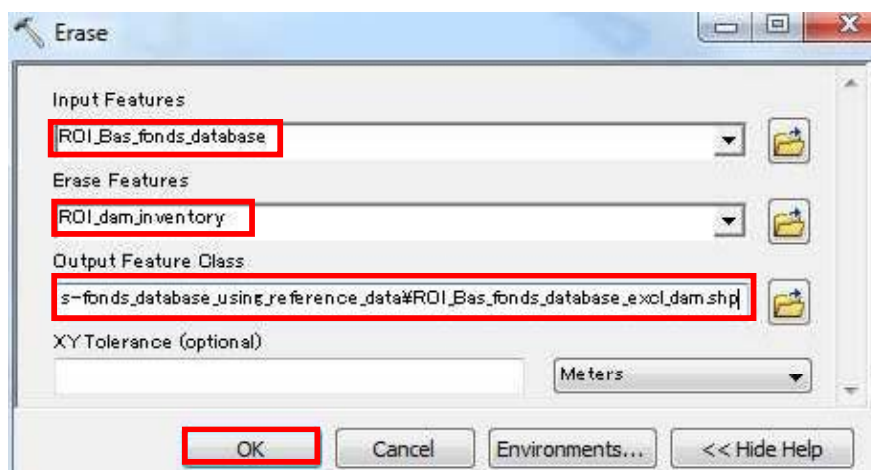 Erase
Input Features
ROI_Bas_fonds_database
Erase Features
ROI_dam_inventory
Output Feature Class
s-fonds_database_using_reference_data¥ROI_Bas_fonds_database_excl_dam.shp
XY Tolerance (optional)
Meters
OK Cancel Environments... << Hide Help